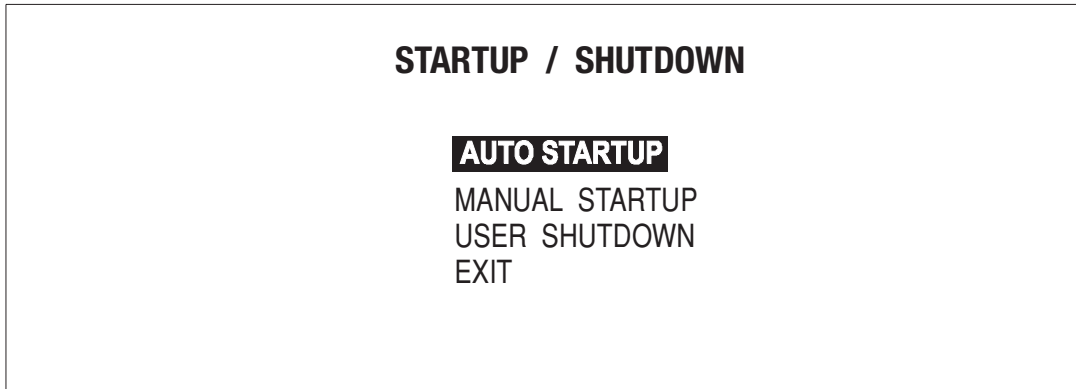 STARTUP / SHUTDOWN
AUTO STARTUP
MANUAL STARTUP
USER SHUTDOWN
EXIT